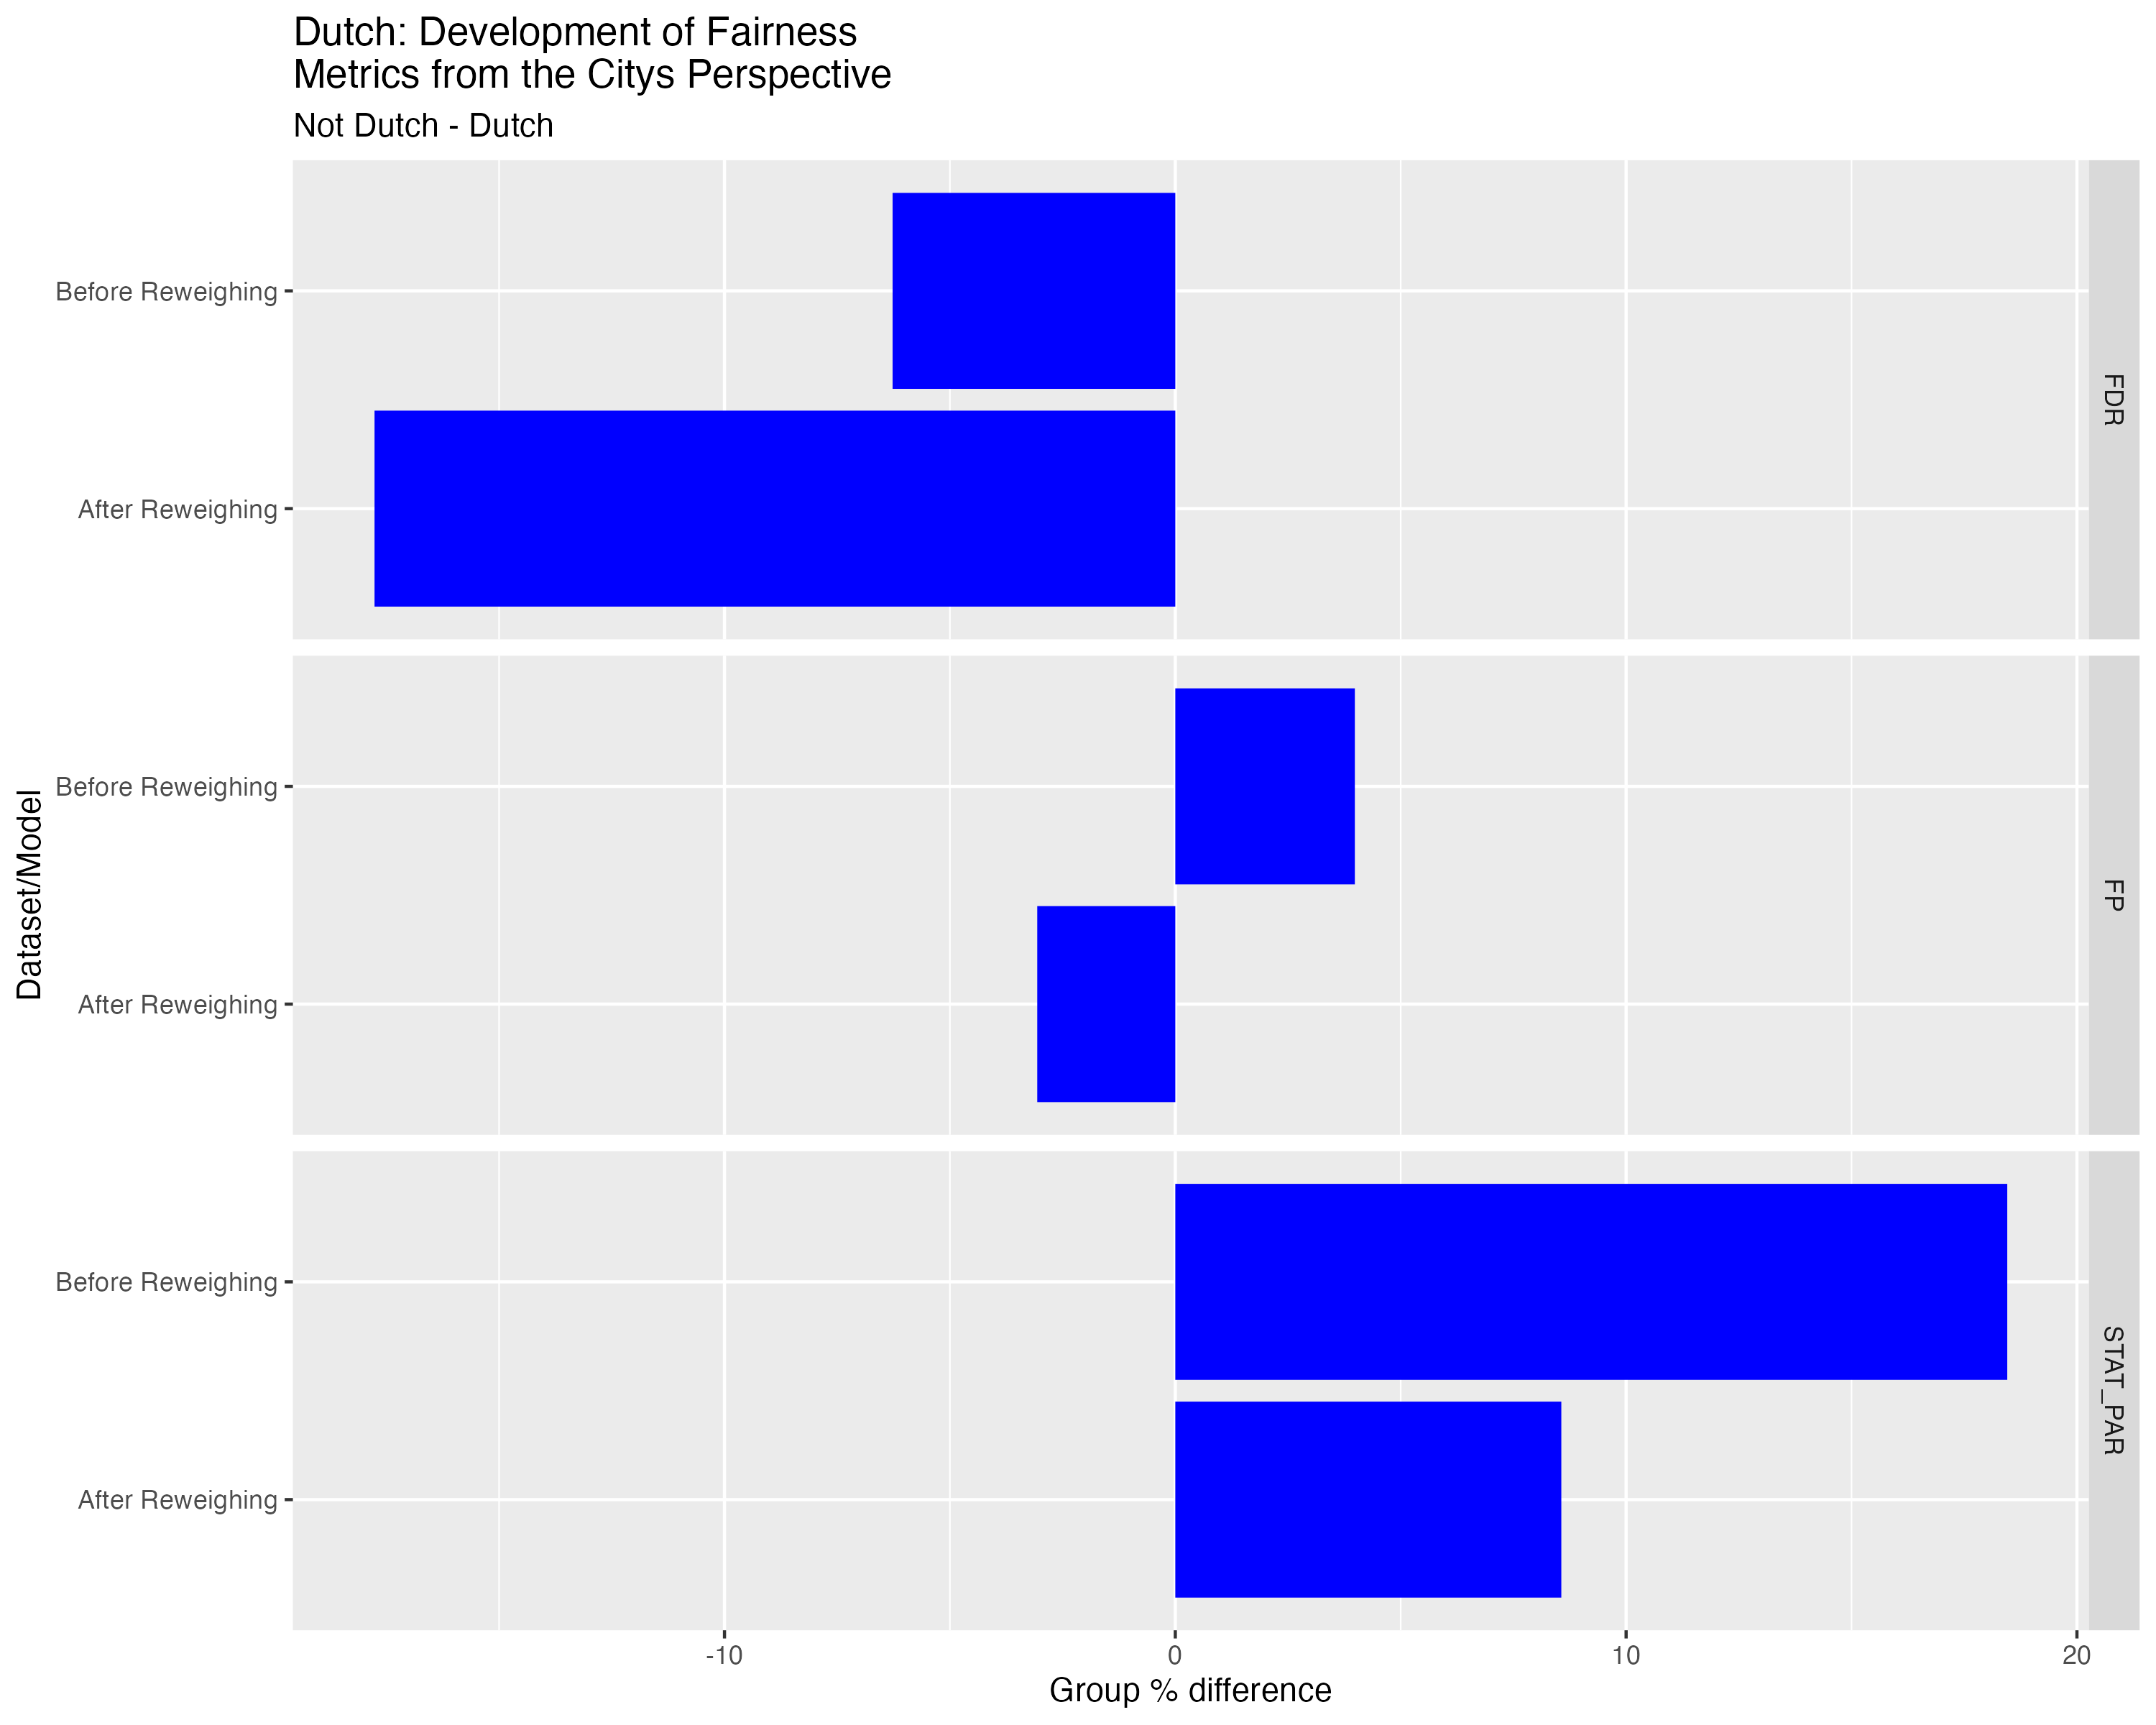 Dutch: Development of Fairness
Metrics from the Citys Perspective
Not Dutch - Dutch
Dataset/Model
Before Reweighing
After Reweighing
FDR
Before Reweighing
After Reweighing
FP
Before Reweighing
After Reweighing
STAT_PAR
-10 0 10 20
Group % difference